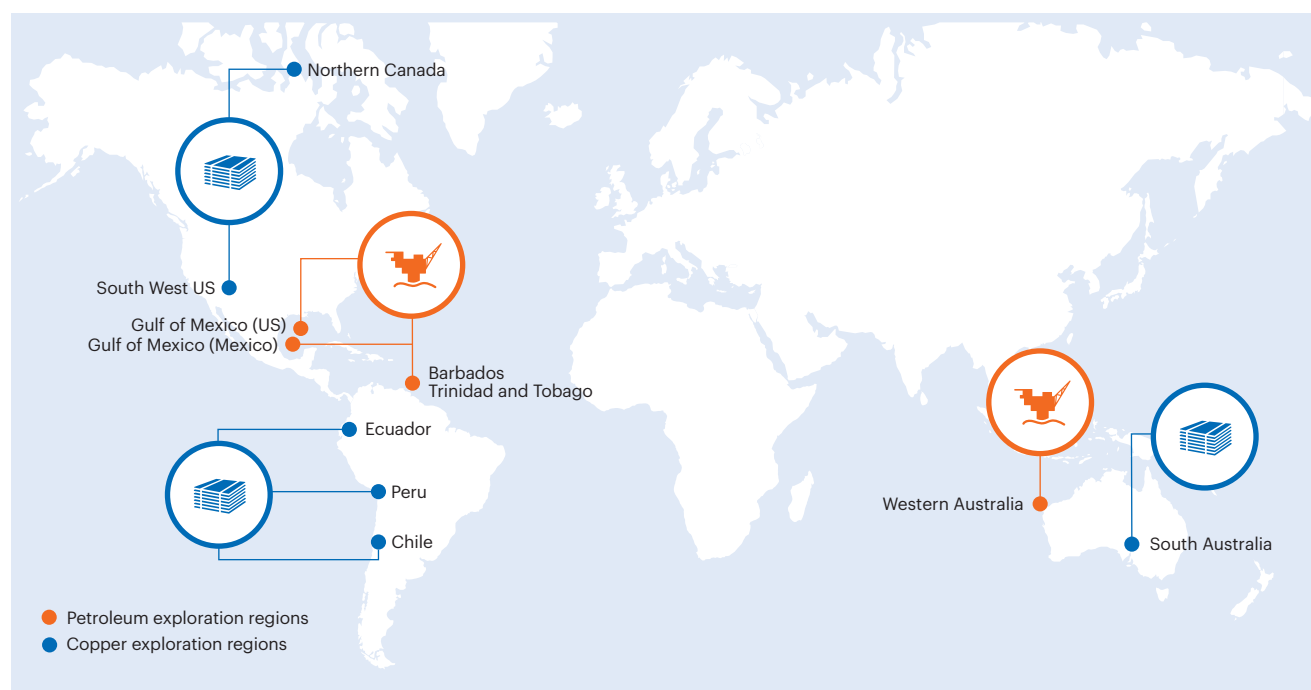 Northern Canada
South West US
Gulf of Mexico (US)
Gulf of Mexico (Mexico)
Barbados
Trinidad and Tobago
Ecuador
Peru
Chile
Western Australia
South Australia
Petroleum exploration regions
Copper exploration regions